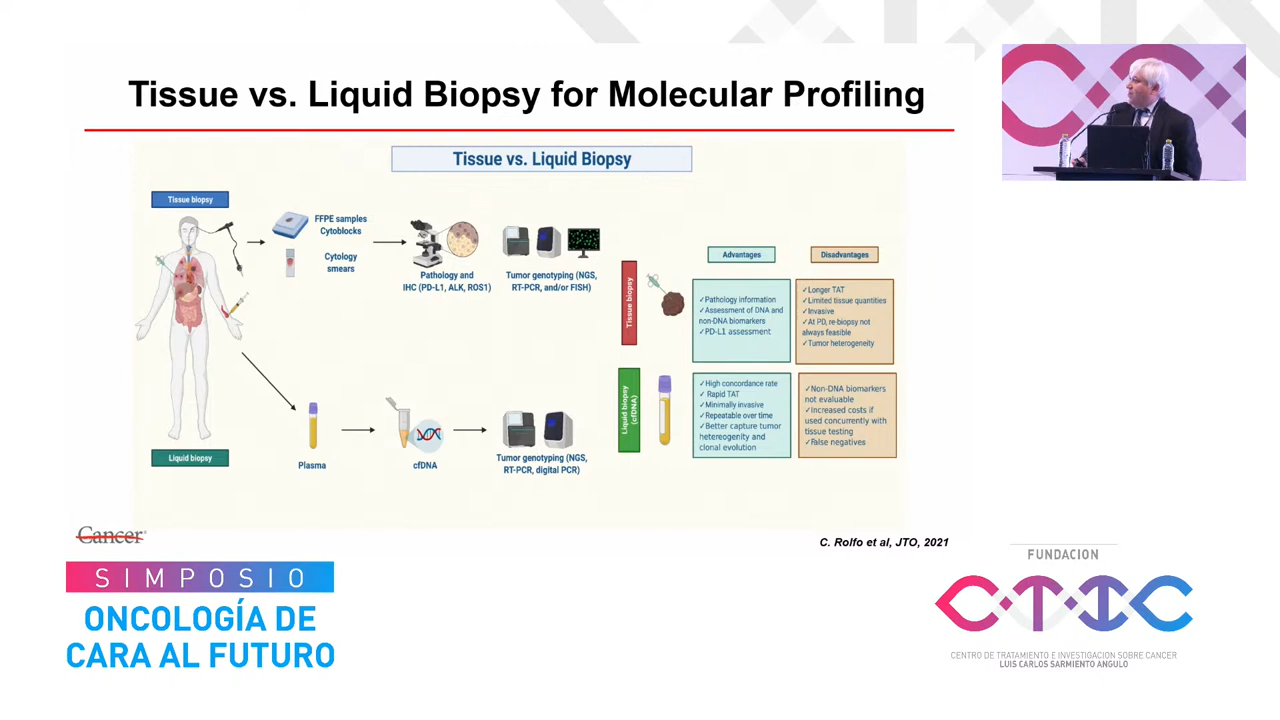 Tissue vs. Liquid Biopsy for Molecular Profiling
Tissue vs. Liquid Biopsy
Tissue biopsy
FFPE samples
Cytoblocks
Cytology
smears
Pathology and
IHC (PD-L1, ALK, ROS1)
Tumor genotyping (NGS,
RT-PCR, and/or FISH)
Liquid biopsy
Plasma
cfDNA
Tumor genotyping (NGS,
RT-PCR, digital PCR)
Advantages
Disadvantages
Tissue biopsy
✓Pathology information
✓Assessment of DNA and
non-DNA biomarkers
✓PD-L1 assessment
✓Longer TAT
✓Limited tissue quantities
✓Invasive
✓At PD, re-biopsy not
always feasible
✓Tumor heterogeneity
Liquid biopsy
(cfDNA)
✓High concordance rate
✓Rapid TAT
✓Minimally invasive
✓Repeatable over time
✓Better capture tumor
heterogeneity and
clonal evolution
✓Non-DNA biomarkers
not evaluable
✓Increased costs if
used concurrently with
tissue testing
✓False negatives
Cancer
C. Rolfo et al, JTO, 2021
SIMPOSIO
ONCOLOGÍA DE
CARA AL FUTURO
FUNDACION
CTIC
CENTRO DE TRATAMIENTO E INVESTIGACION SOBRE CANCER
LUIS CARLOS SARMIENTO ANGULO